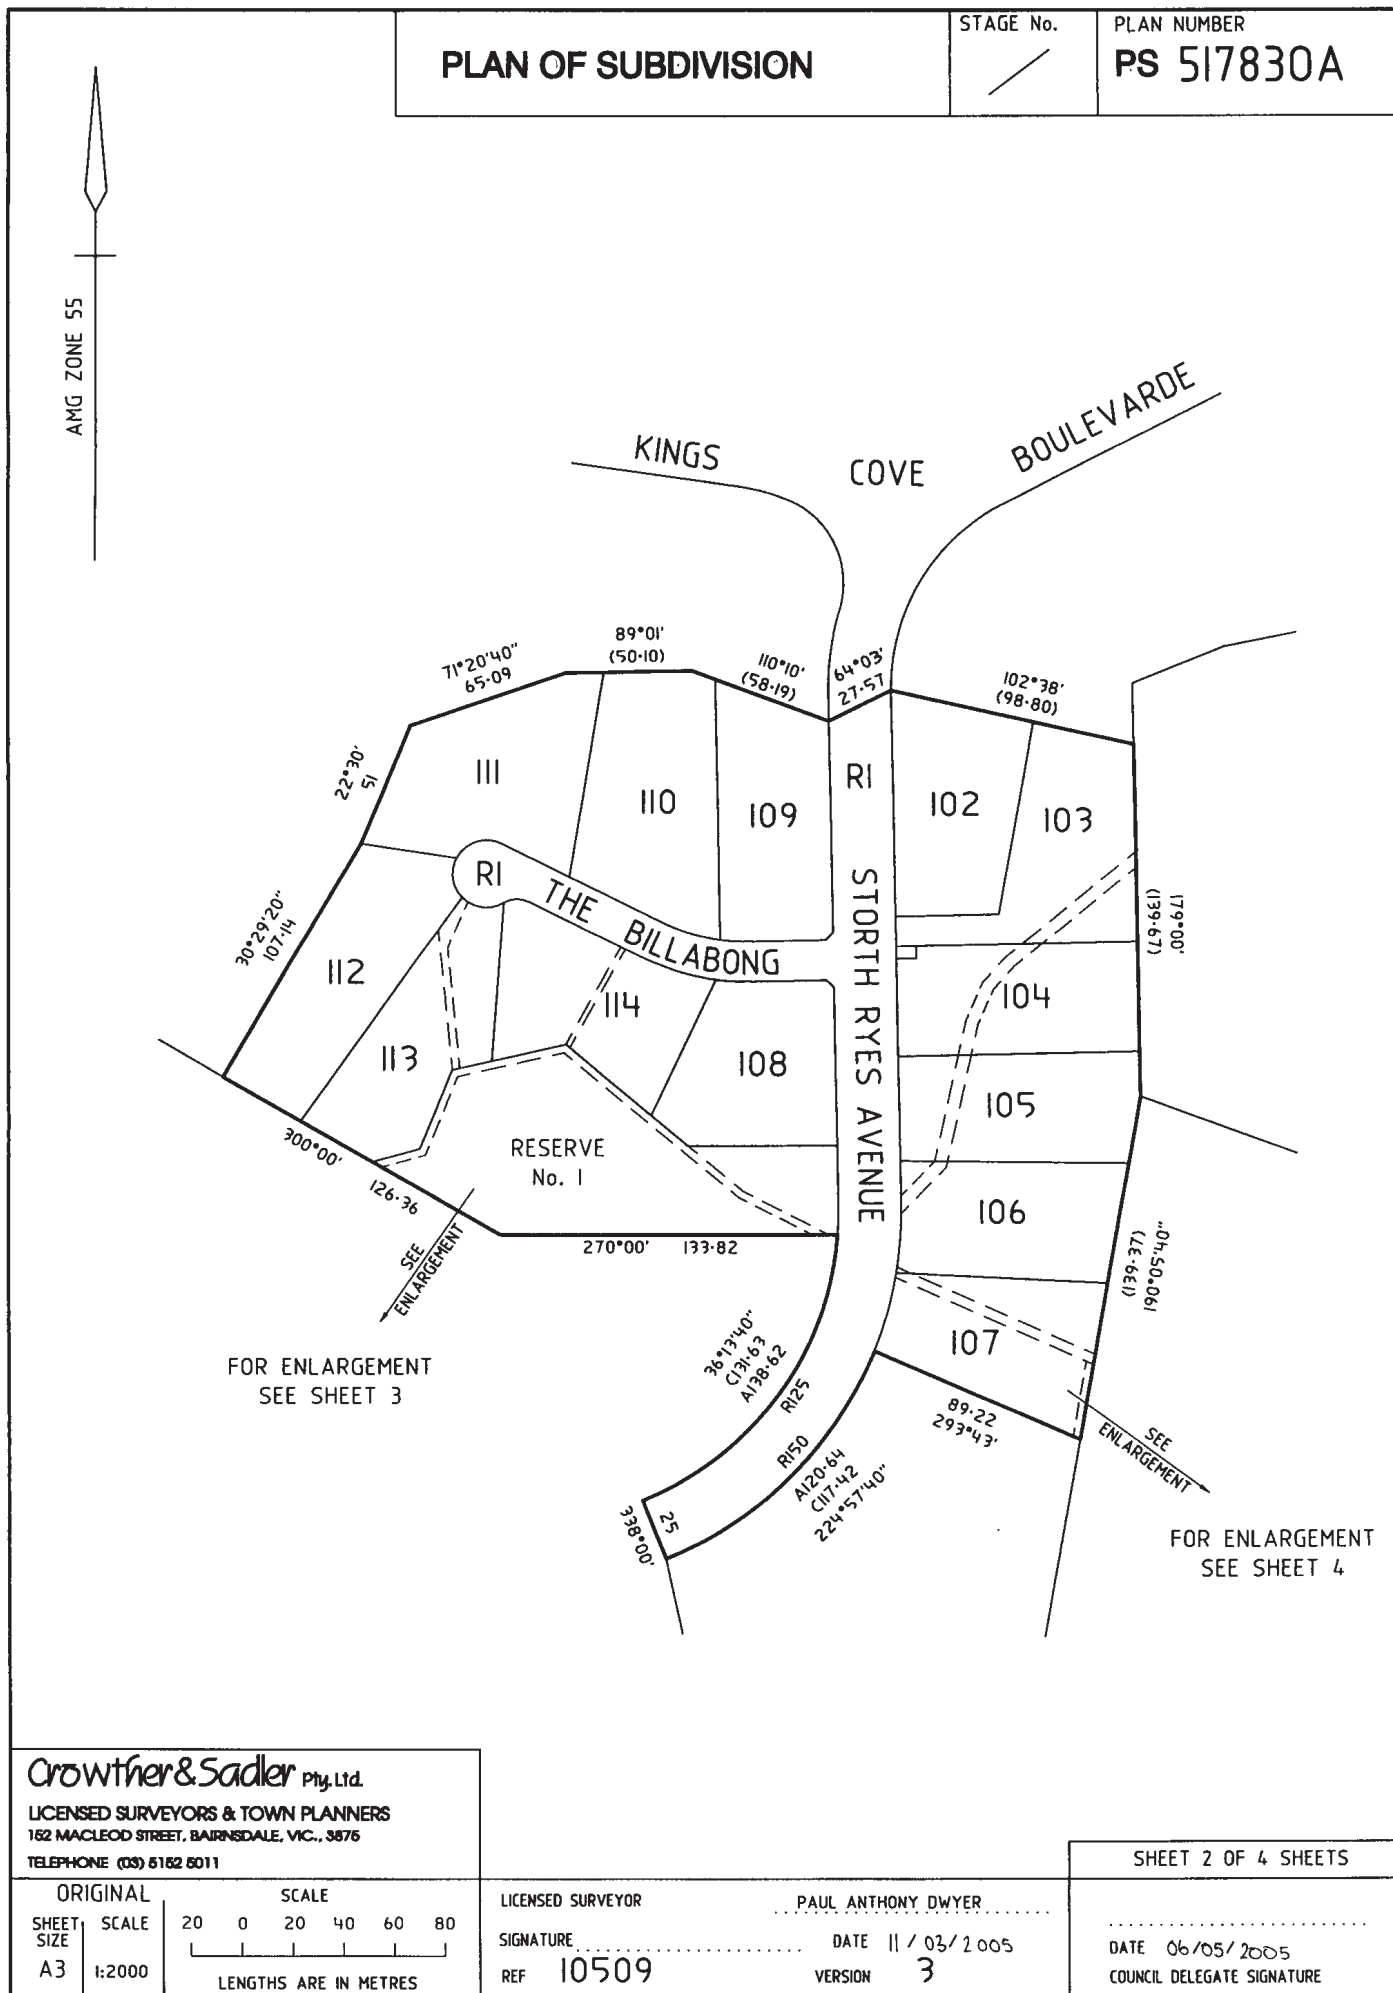 PLAN OF SUBDIVISION
STAGE No.
/
PLAN NUMBER
PS 517830A
AMG ZONE 55
KINGS
COVE
BOULEVARDE
71°20'40"
65·09
89°01'
(50·10)
110°10'
(58·19)
64°03'
27·57
102°38'
(98·80)
22°30'
51
111
110
109
R1
102
103
R1
THE BILLABONG
STORTH RYES AVENUE
179°00'
(139·67)
30°29'20"
107·14
112
114
104
113
108
105
300°00'
126·36
RESERVE
No. 1
106
SEE
ENLARGEMENT
270°00' 133·82
190°05'40"
(139·37)
107
FOR ENLARGEMENT
SEE SHEET 3
36°13'40"
C131·63
A138·62
R125
R150
A120·64
C117·42
224°57'40"
89·22
293°43'
SEE
ENLARGEMENT
25
338°00'
FOR ENLARGEMENT
SEE SHEET 4
Crowther & Sadler Pty. Ltd.
LICENSED SURVEYORS & TOWN PLANNERS
152 MACLEOD STREET, BAIRNSDALE, VIC., 3875
TELEPHONE (03) 5152 5011
SHEET 2 OF 4 SHEETS
ORIGINAL
SHEET SIZE
A3
SCALE
1:2000
SCALE
20 0 20 40 60 80
LENGTHS ARE IN METRES
LICENSED SURVEYOR PAUL ANTHONY DWYER
SIGNATURE DATE 11 / 03 / 2005
REF 10509 VERSION 3
DATE 06 / 05 / 2005
COUNCIL DELEGATE SIGNATURE